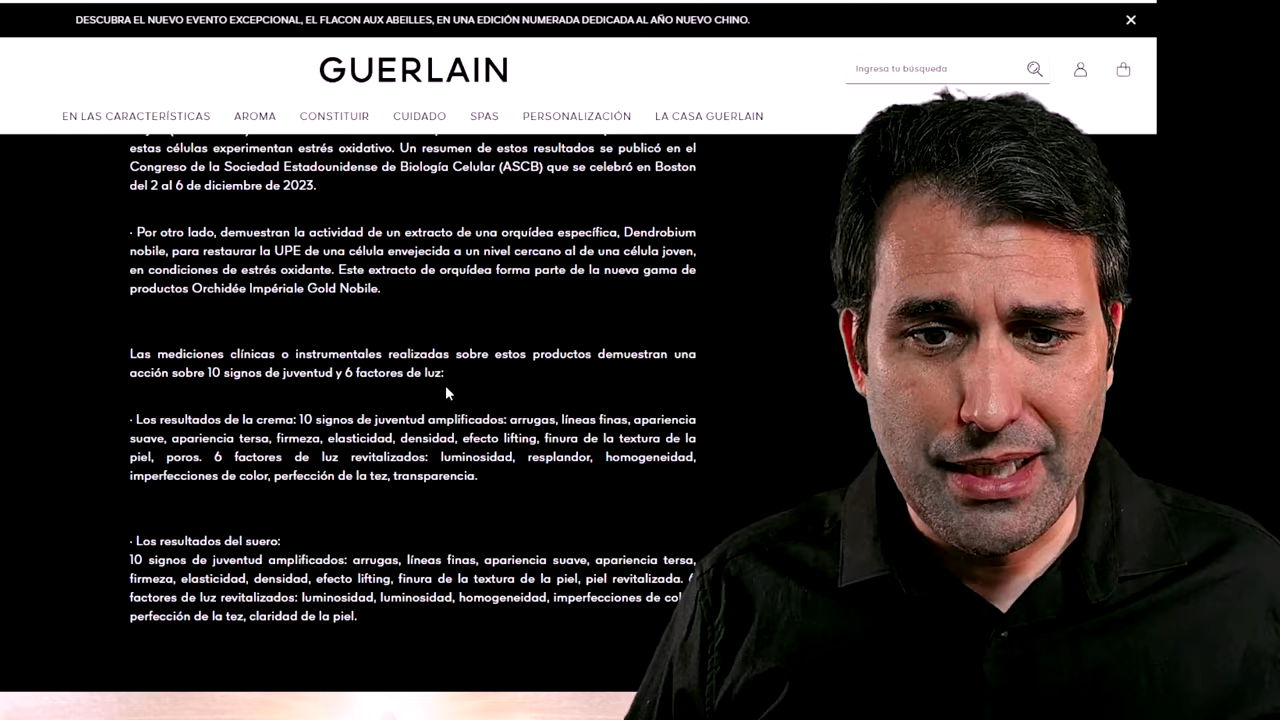 DESCUBRA EL NUEVO EVENTO EXCEPCIONAL, EL FLACON AUX ABEILLES, EN UNA EDICIÓN NUMERADA DEDICADA AL AÑO NUEVO CHINO.
GUERLAIN
Ingresa tu búsqueda
EN LAS CARACTERÍSTICAS AROMA CONSTITUIR CUIDADO SPAS PERSONALIZACIÓN LA CASA GUERLAIN
estas células experimentan estrés oxidativo. Un resumen de estos resultados se publicó en el
Congreso de la Sociedad Estadounidense de Biología Celular (ASCB) que se celebró en Boston
del 2 al 6 de diciembre de 2023.
· Por otro lado, demuestran la actividad de un extracto de una orquídea específica, Dendrobium
nobile, para restaurar la UPE de una célula envejecida a un nivel cercano al de una célula joven,
en condiciones de estrés oxidante. Este extracto de orquídea forma parte de la nueva gama de
productos Orchidée Impériale Gold Nobile.
Las mediciones clínicas o instrumentales realizadas sobre estos productos demuestran una
acción sobre 10 signos de juventud y 6 factores de luz:
· Los resultados de la crema: 10 signos de juventud amplificados: arrugas, líneas finas, apariencia
suave, apariencia tersa, firmeza, elasticidad, densidad, efecto lifting, finura de la textura de la
piel, poros. 6 factores de luz revitalizados: luminosidad, resplandor, homogeneidad,
imperfecciones de color, perfección de la tez, transparencia.
· Los resultados del suero:
10 signos de juventud amplificados: arrugas, líneas finas, apariencia suave, apariencia tersa,
firmeza, elasticidad, densidad, efecto lifting, finura de la textura de la piel, piel revitalizada.
factores de luz revitalizados: luminosidad, luminosidad, homogeneidad, imperfecciones de
perfección de la tez, claridad de la piel.